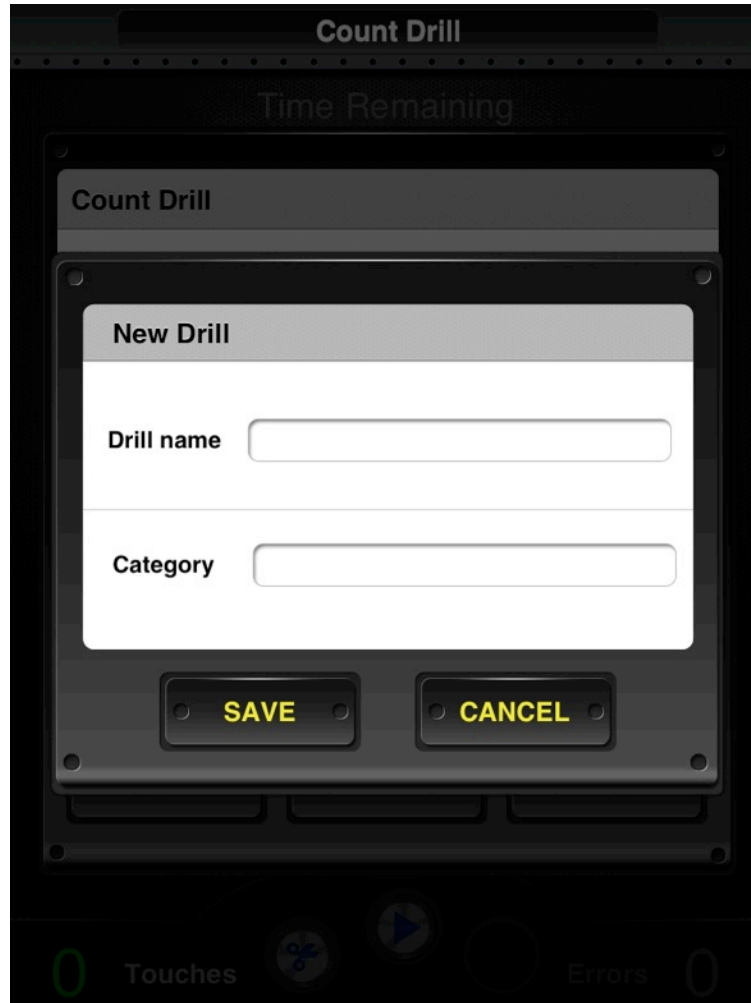 Count Drill
Time Remaining
Count Drill
New Drill
Drill name
Category
SAVE CANCEL
0 Touches Errors 0